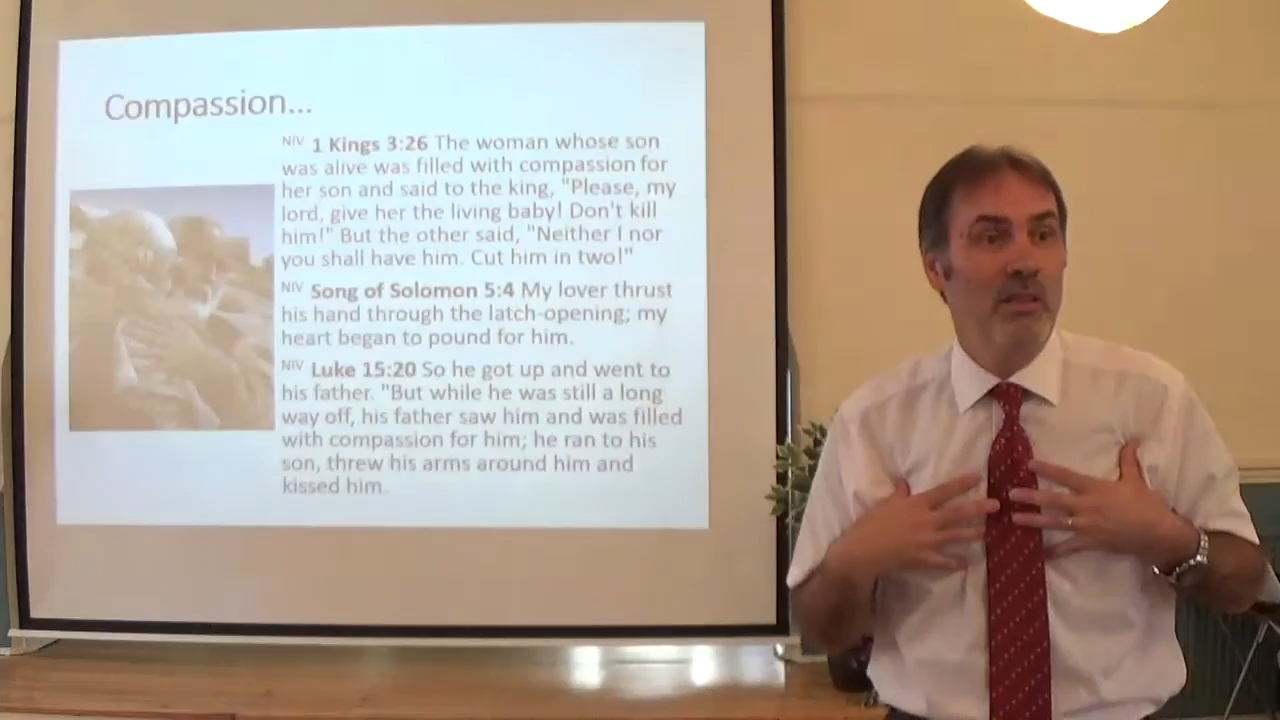 Compassion...
NIV 1 Kings 3:26 The woman whose son
was alive was filled with compassion for
her son and said to the king, "Please, my
lord, give her the living baby! Don't kill
him!" But the other said, "Neither I nor
you shall have him. Cut him in two!"
NIV Song of Solomon 5:4 My lover thrust
his hand through the latch-opening; my
heart began to pound for him.
NIV Luke 15:20 So he got up and went to
his father. "But while he was still a long
way off, his father saw him and was filled
with compassion for him; he ran to his
son, threw his arms around him and
kissed him.